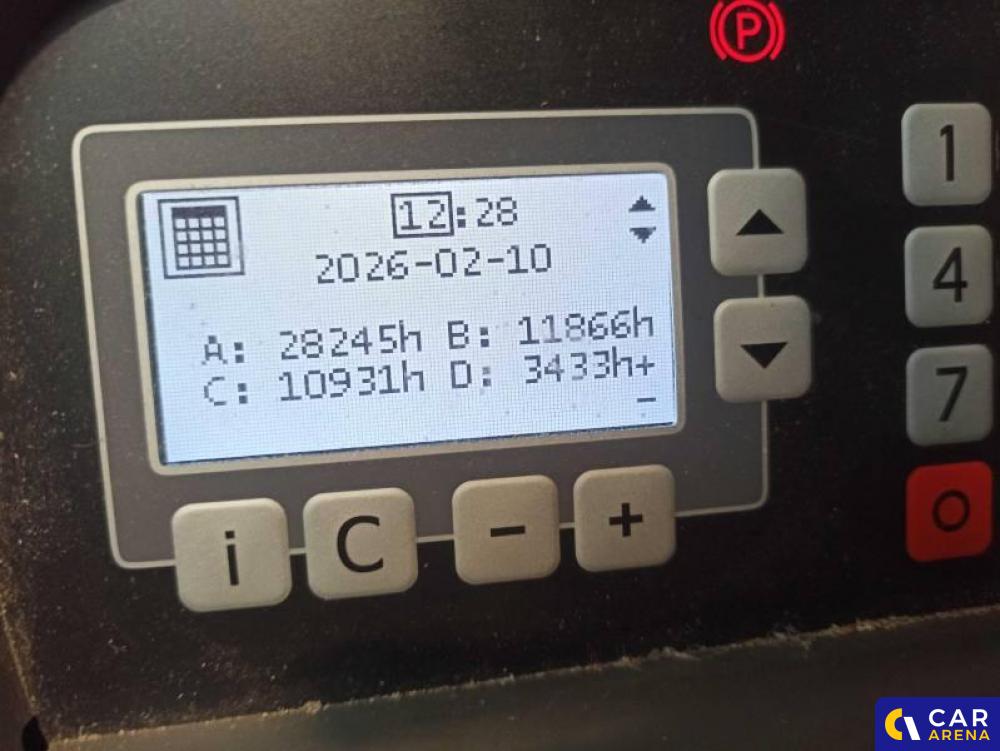 P
12:28
2026-02-10
A: 28245h B: 11866h
C: 10931h D: 3433h+
-
i C - +
1
4
7
O
CAR
ARENA